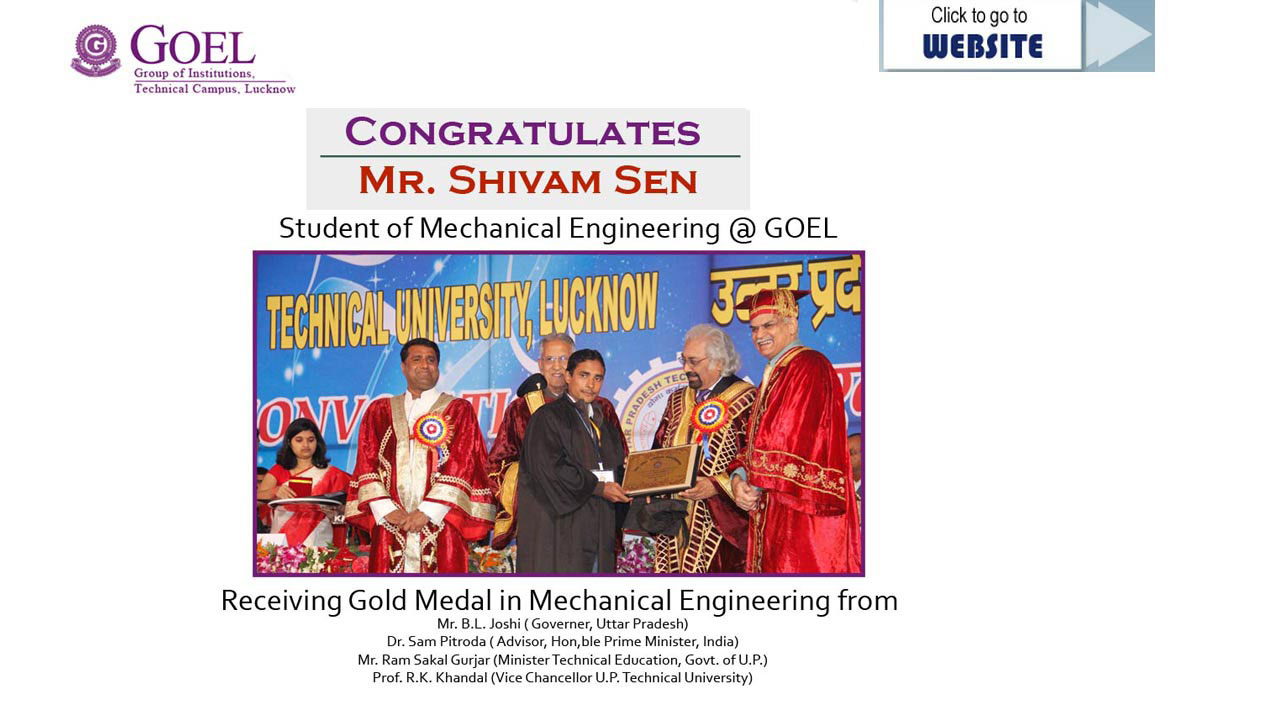 Click to go to
WEBSITE
GOEL
Group of Institutions,
Technical Campus, Lucknow
CONGRATULATES
MR. SHIVAM SEN
Student of Mechanical Engineering @ GOEL
TECHNICAL UNIVERSITY, LUCKNOW
उत्तर प्रदे
ONVOCATI
R PRADESH TEC
Receiving Gold Medal in Mechanical Engineering from
Mr. B.L. Joshi ( Governer, Uttar Pradesh)
Dr. Sam Pitroda ( Advisor, Hon,ble Prime Minister, India)
Mr. Ram Sakal Gurjar (Minister Technical Education, Govt. of U.P.)
Prof. R.K. Khandal (Vice Chancellor U.P. Technical University)